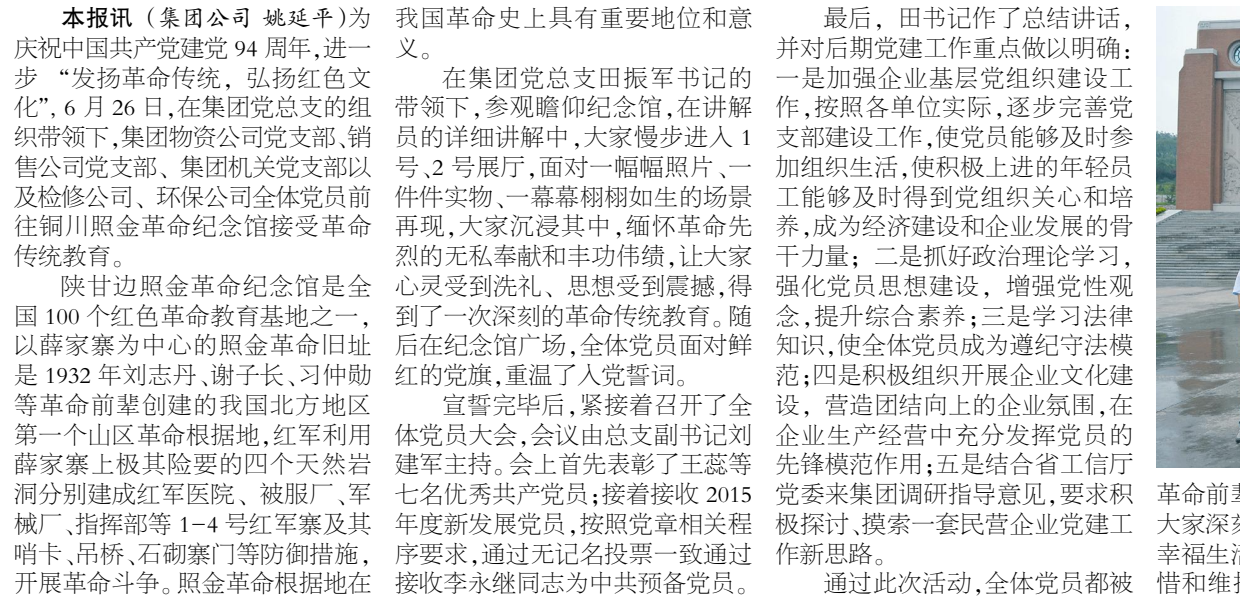 本报讯（集团公司 姚延平)为
庆祝中国共产党建党 94 周年,进一
步 “发扬革命传统，弘扬红色文
化”, 6 月 26 日,在集团党总支的组
织带领下,集团物资公司党支部、销
售公司党支部、集团机关党支部以
及检修公司、环保公司全体党员前
往铜川照金革命纪念馆接受革命
传统教育。
陕甘边照金革命纪念馆是全
国 100 个红色革命教育基地之一，
以薛家寨为中心的照金革命旧址
是 1932 年刘志丹、谢子长、习仲勋
等革命前辈创建的我国北方地区
第一个山区革命根据地,红军利用
薛家寨上极其险要的四个天然岩
洞分别建成红军医院、被服厂、军
械厂、指挥部等 1-4 号红军寨及其
哨卡、吊桥、石砌寨门等防御措施，
开展革命斗争。照金革命根据地在
我国革命史上具有重要地位和意
义。
在集团党总支田振军书记的
带领下,参观瞻仰纪念馆,在讲解
员的详细讲解中,大家慢步进入 1
号、2 号展厅,面对一幅幅照片、一
件件实物、一幕幕栩栩如生的场景
再现,大家沉浸其中,缅怀革命先
烈的无私奉献和丰功伟绩,让大家
心灵受到洗礼、思想受到震撼,得
到了一次深刻的革命传统教育。随
后在纪念馆广场,全体党员面对鲜
红的党旗,重温了入党誓词。
宣誓完毕后,紧接着召开了全
体党员大会,会议由总支副书记刘
建军主持。会上首先表彰了王蕊等
七名优秀共产党员;接着接收 2015
年度新发展党员,按照党章相关程
序要求,通过无记名投票一致通过
接收李永继同志为中共预备党员。
最后，田书记作了总结讲话，
并对后期党建工作重点做以明确：
一是加强企业基层党组织建设工
作,按照各单位实际,逐步完善党
支部建设工作,使党员能够及时参
加组织生活,使积极上进的年轻员
工能够及时得到党组织关心和培
养,成为经济建设和企业发展的骨
干力量；二是抓好政治理论学习，
强化党员思想建设，增强党性观
念,提升综合素养;三是学习法律
知识,使全体党员成为遵纪守法模
范;四是积极组织开展企业文化建
设，营造团结向上的企业氛围,在
企业生产经营中充分发挥党员的
先锋模范作用;五是结合省工信厅
党委来集团调研指导意见,要求积
极探讨、摸索一套民营企业党建工
作新思路。
通过此次活动,全体党员都被
革命前辈
大家深刻
幸福生活
惜和维护